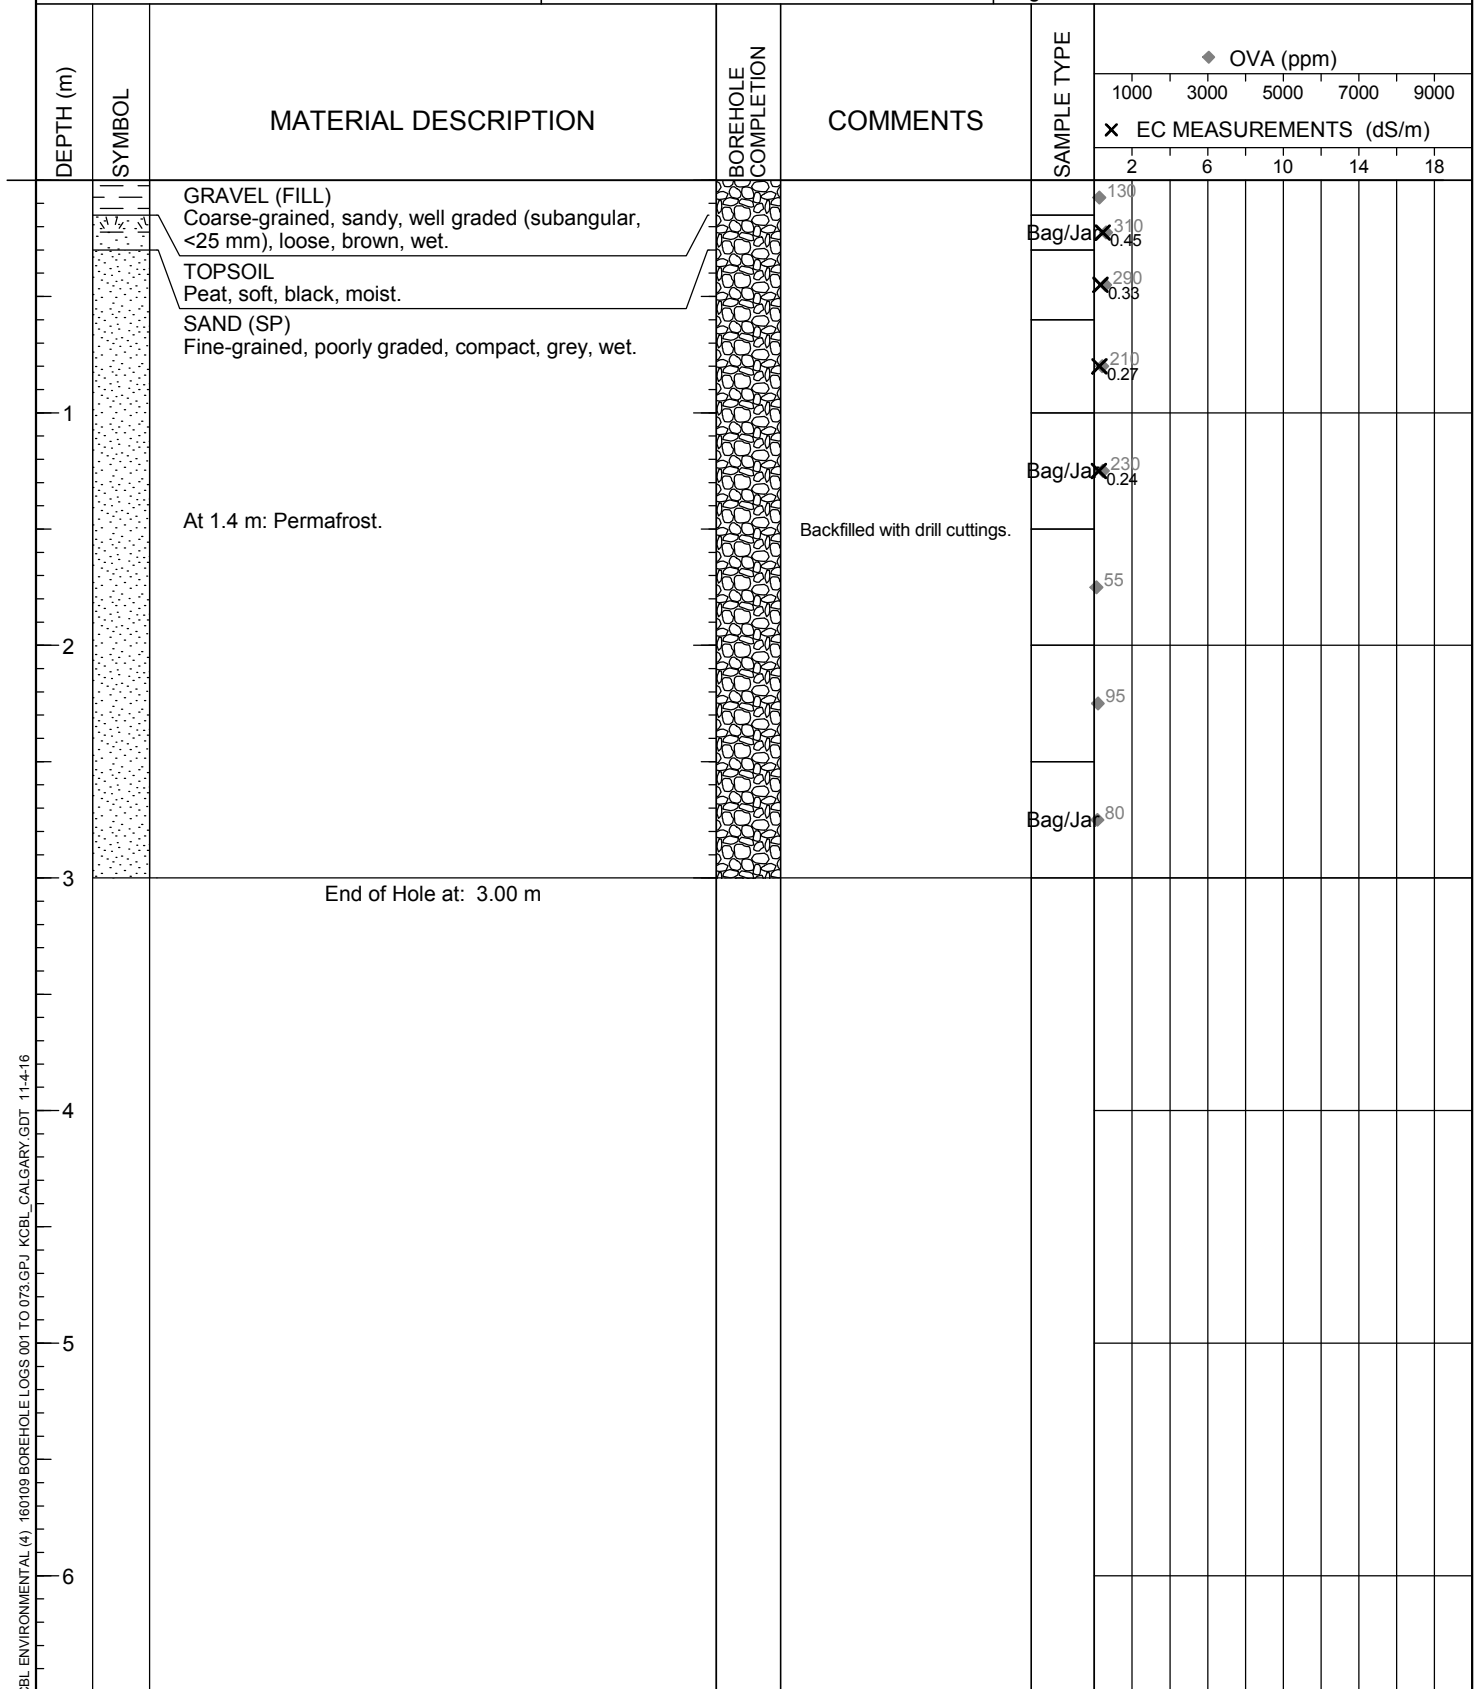 DEPTH (m)
SYMBOL
MATERIAL DESCRIPTION
BOREHOLE
COMPLETION
COMMENTS
SAMPLE TYPE
OVA (ppm)
1000 3000 5000 7000 9000
EC MEASUREMENTS (dS/m)
2 6 10 14 18
GRAVEL (FILL)
Coarse-grained, sandy, well graded (subangular,
<25 mm), loose, brown, wet.
TOPSOIL
Peat, soft, black, moist.
SAND (SP)
Fine-grained, poorly graded, compact, grey, wet.
At 1.4 m: Permafrost.
End of Hole at: 3.00 m
Backfilled with drill cuttings.
130
Bag/Ja
310
0.45
290
0.33
210
0.27
Bag/Ja
230
0.24
55
95
Bag/Ja
80
1
2
3
4
5
6
BL ENVIRONMENTAL (4) 160109 BOREHOLE LOGS 001 TO 073.GPJ KCBL_CALGARY.GDT 11-4-16